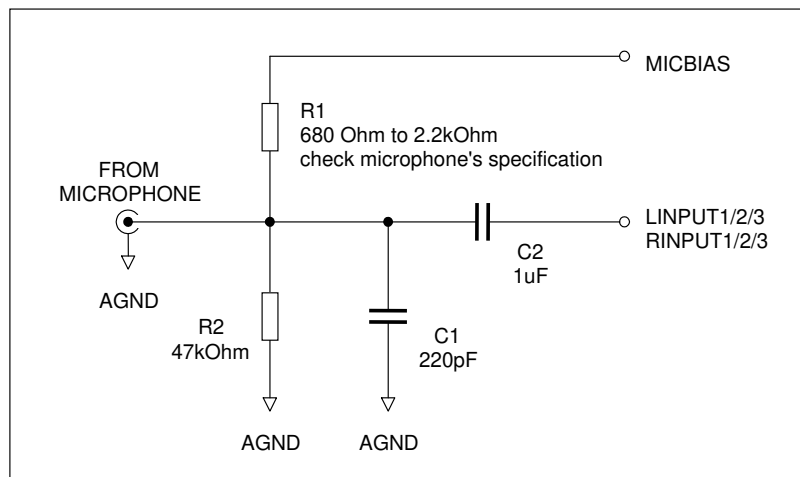 MICBIAS
R1
680 Ohm to 2.2kOhm
check microphone's specification
FROM
MICROPHONE
LINPUT1/2/3
RINPUT1/2/3
C2
1uF
AGND
R2
47kOhm
C1
220pF
AGND
AGND